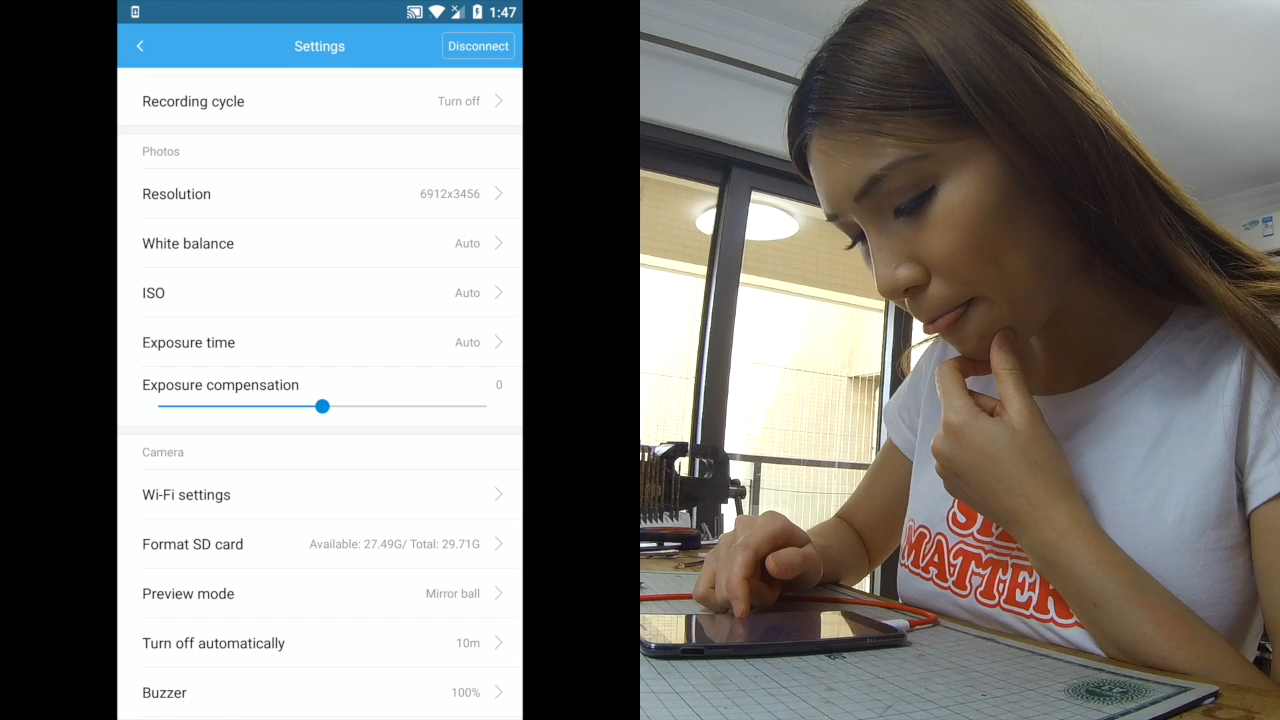 1:47
Settings
Disconnect
Recording cycle Turn off
Photos
Resolution 6912x3456
White balance Auto
ISO Auto
Exposure time Auto
Exposure compensation 0
Camera
Wi-Fi settings
Format SD card Available: 27.49G/ Total: 29.71G
Preview mode Mirror ball
Turn off automatically 10m
Buzzer 100%
MATTER